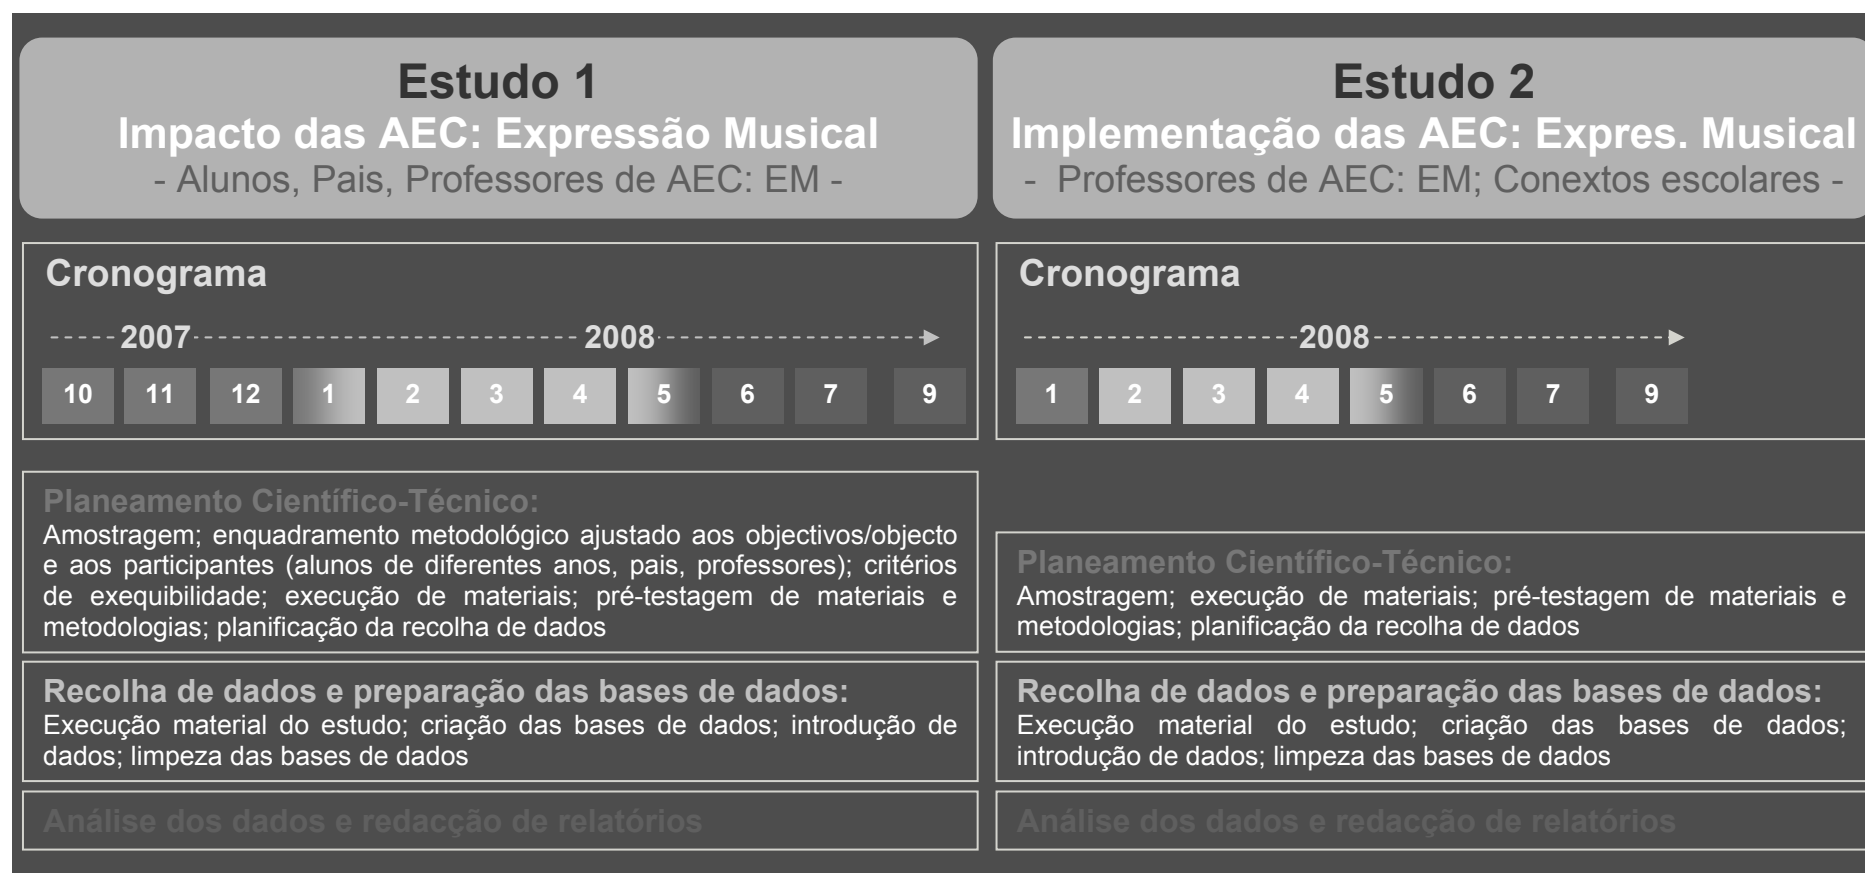 Estudo 1
Impacto das AEC: Expressão Musical
- Alunos, Pais, Professores de AEC: EM -
Cronograma
2007 2008
10 11 12 1 2 3 4 5 6 7 9
Planeamento Científico-Técnico:
Amostragem; enquadramento metodológico ajustado aos objectivos/objecto
e aos participantes (alunos de diferentes anos, pais, professores); critérios
de exequibilidade; execução de materiais; pré-testagem de materiais e
metodologias; planificação da recolha de dados
Recolha de dados e preparação das bases de dados:
Execução material do estudo; criação das bases de dados; introdução de
dados; limpeza das bases de dados
Análise dos dados e redacção de relatórios
Estudo 2
Implementação das AEC: Expres. Musical
- Professores de AEC: EM; Conextos escolares -
Cronograma
2008
1 2 3 4 5 6 7 9
Planeamento Científico-Técnico:
Amostragem; execução de materiais; pré-testagem de materiais e
metodologias; planificação da recolha de dados
Recolha de dados e preparação das bases de dados:
Execução material do estudo; criação das bases de dados;
introdução de dados; limpeza das bases de dados
Análise dos dados e redacção de relatórios